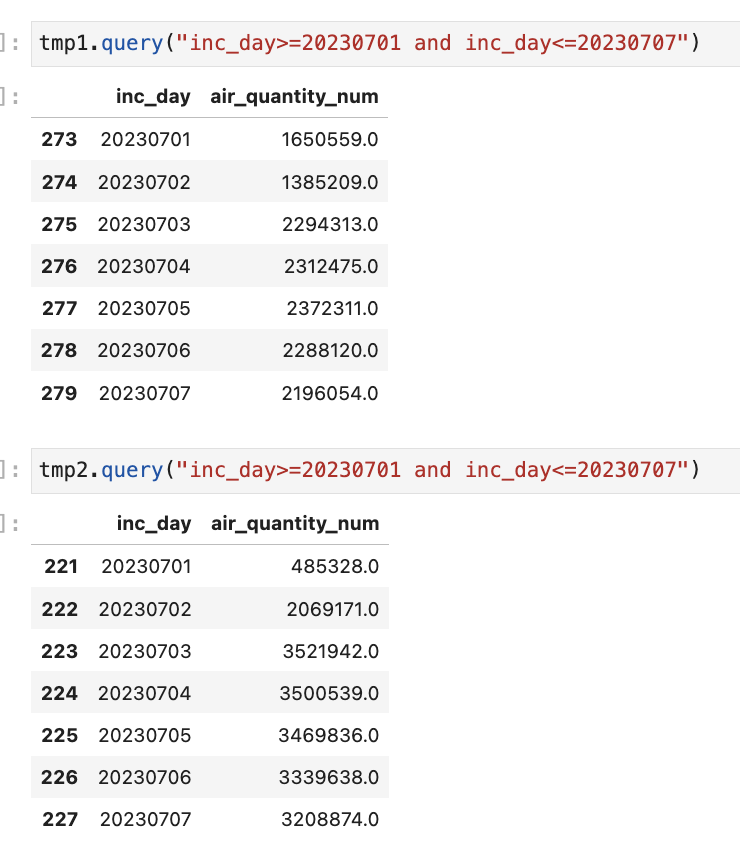 ]: tmp1.query("inc_day>=20230701 and inc_day<=20230707")
]: inc_day air_quantity_num
273 20230701 1650559.0
274 20230702 1385209.0
275 20230703 2294313.0
276 20230704 2312475.0
277 20230705 2372311.0
278 20230706 2288120.0
279 20230707 2196054.0
]: tmp2.query("inc_day>=20230701 and inc_day<=20230707")
]: inc_day air_quantity_num
221 20230701 485328.0
222 20230702 2069171.0
223 20230703 3521942.0
224 20230704 3500539.0
225 20230705 3469836.0
226 20230706 3339638.0
227 20230707 3208874.0